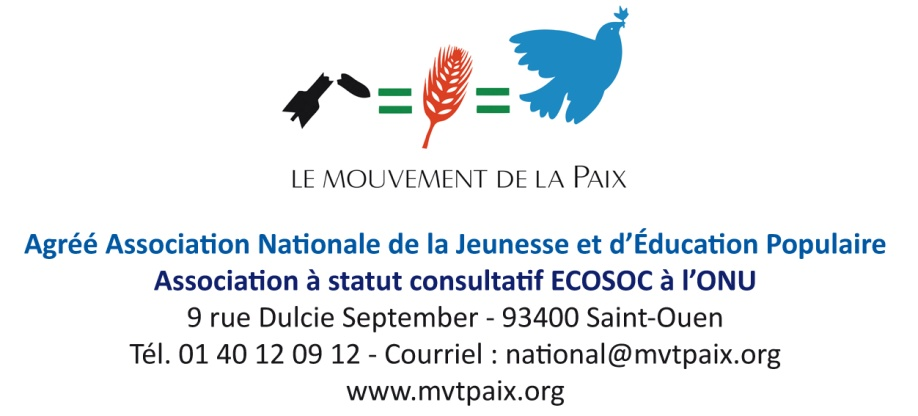 LE MOUVEMENT DE LA PAIX
Agréé Association Nationale de la Jeunesse et d’Éducation Populaire
Association à statut consultatif ECOSOC à l’ONU
9 rue Dulcie September - 93400 Saint-Ouen
Tél. 01 40 12 09 12 - Courriel : national@mvtpaix.org
www.mvtpaix.org